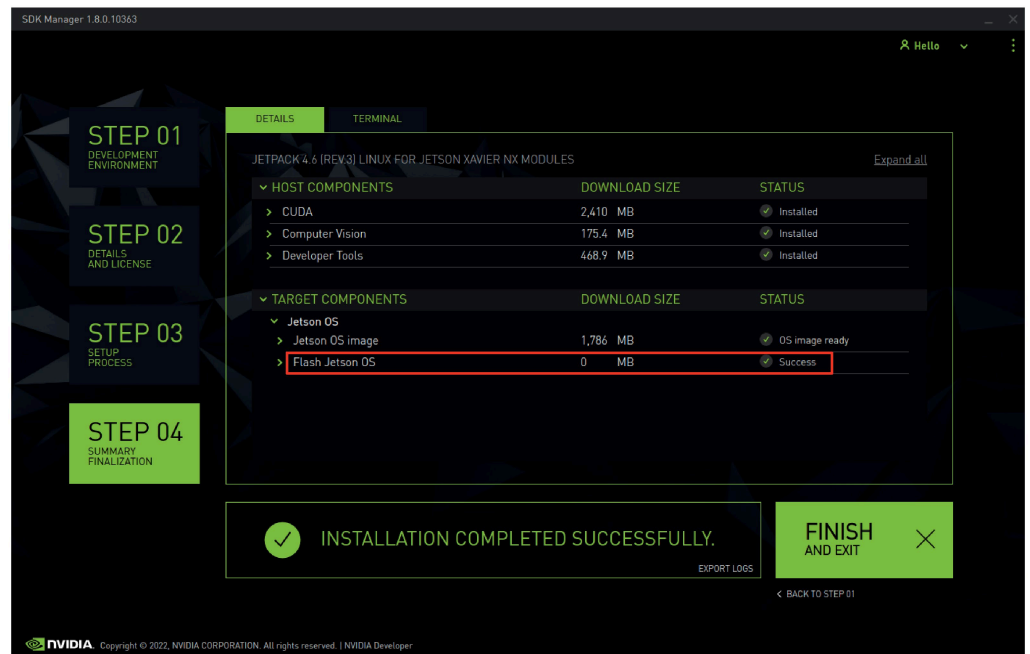 SDK Manager 1.8.0.10363
Hello
STEP 01
DEVELOPMENT
ENVIRONMENT
STEP 02
DETAILS
AND LICENSE
STEP 03
SETUP
PROCESS
STEP 04
SUMMARY
FINALIZATION
DETAILS TERMINAL
JETPACK 4.6 (REV.3) LINUX FOR JETSON XAVIER NX MODULES Expand all
HOST COMPONENTS DOWNLOAD SIZE STATUS
CUDA 2,410 MB Installed
Computer Vision 175.4 MB Installed
Developer Tools 468.9 MB Installed
TARGET COMPONENTS DOWNLOAD SIZE STATUS
Jetson OS
Jetson OS image 1,786 MB OS image ready
Flash Jetson OS 0 MB Success
INSTALLATION COMPLETED SUCCESSFULLY.
EXPORT LOGS
FINISH
AND EXIT
< BACK TO STEP 01
NVIDIA. Copyright © 2022, NVIDIA CORPORATION. All rights reserved. | NVIDIA Developer